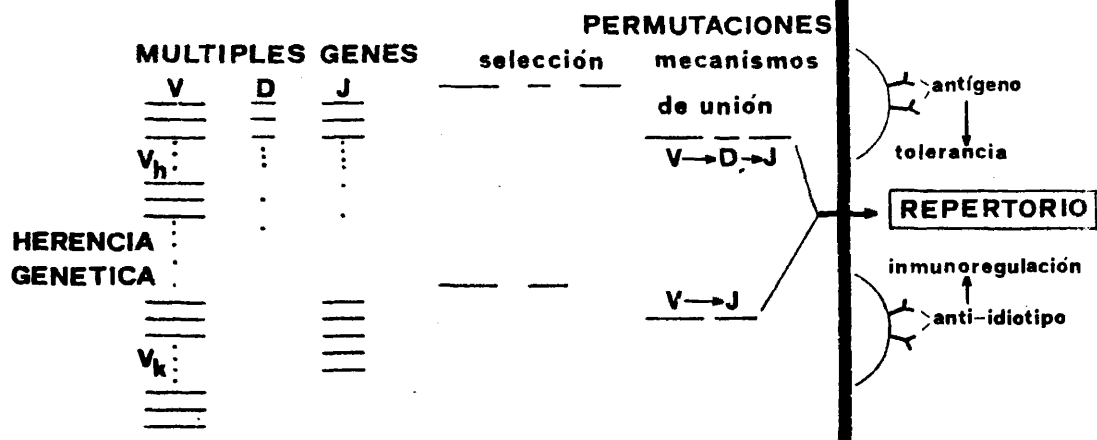 PERMUTACIONES
MULTIPLES GENES
selección
mecanismos
V D J
de unión
V→D→J
Vh
antígeno
tolerancia
REPERTORIO
HERENCIA
GENETICA
inmunoregulación
V→J
anti-idiotipo
Vk